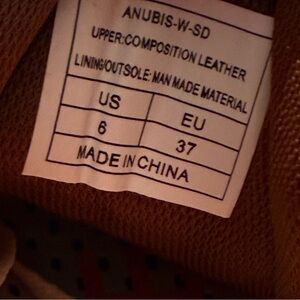 ANUBIS-W-SD
UPPER:COMPOSITION LEATHER
LINING/OUTSOLE: MAN MADE MATERIAL
US EU
6 37
MADE IN CHINA